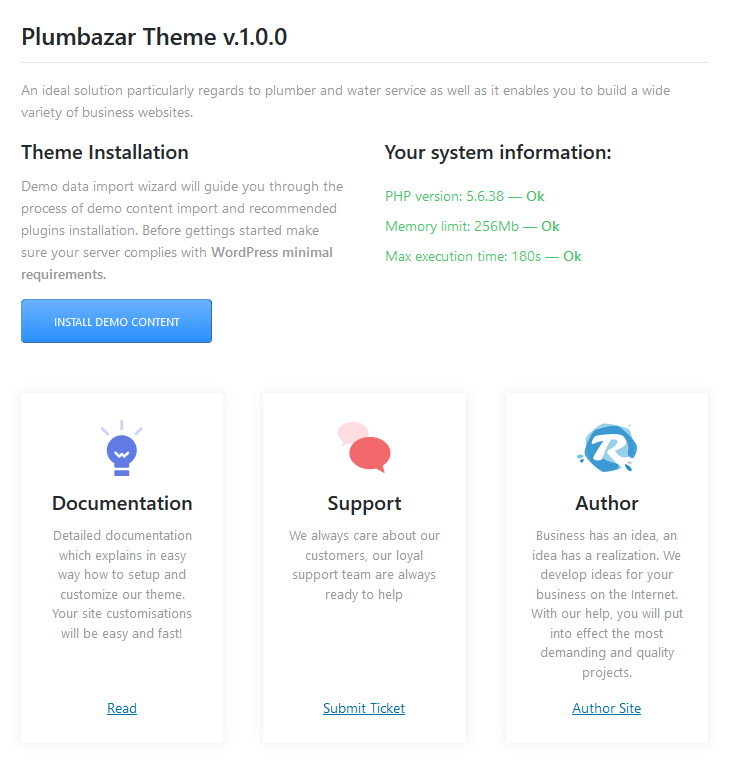 Plumbazar Theme v.1.0.0
An ideal solution particularly regards to plumber and water service as well as it enables you to build a wide
variety of business websites.
Theme Installation
Demo data import wizard will guide you through the
process of demo content import and recommended
plugins installation. Before gettings started make
sure your server complies with WordPress minimal
requirements.
INSTALL DEMO CONTENT
Your system information:
PHP version: 5.6.38 — Ok
Memory limit: 256Mb — Ok
Max execution time: 180s — Ok
Documentation
Detailed documentation
which explains in easy
way how to setup and
customize our theme.
Your site customisations
will be easy and fast!
Read
Support
We always care about our
customers, our loyal
support team are always
ready to help
Submit Ticket
R
Author
Business has an idea, an
idea has a realization. We
develop ideas for your
business on the Internet.
With our help, you will put
into effect the most
demanding and quality
projects.
Author Site